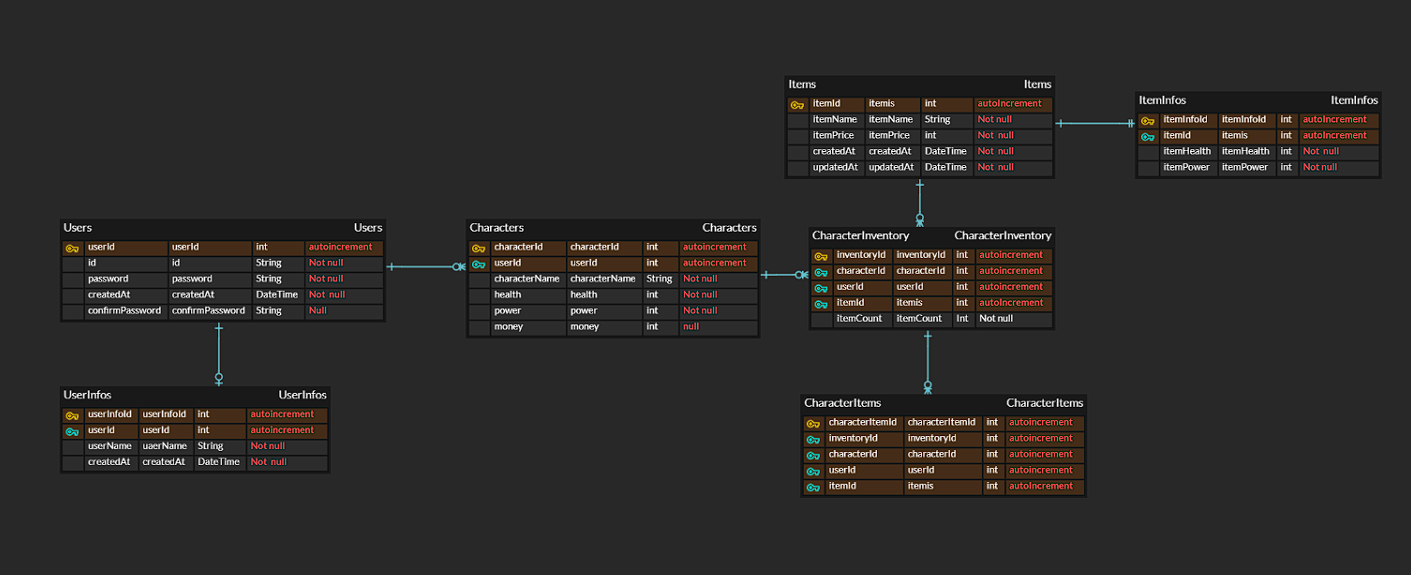 Items Items
itemId itemis int autoIncrement
itemName itemName String Not null
itemPrice itemPrice int Not null
createdAt createdAt DateTime Not null
updatedAt updatedAt DateTime Not null
ItemInfos ItemInfos
itemInfoId itemInfoId int autoIncrement
itemId itemis int autoIncrement
itemHealth itemHealth int Not null
itemPower itemPower int Not null
Users Users
userId userId int autoincrement
id id String Not null
password password String Not null
createdAt createdAt DateTime Not null
confirmPassword confirmPassword String Null
Characters Characters
characterId characterId int autoincrement
userId userId int autoincrement
characterName characterName String Not null
health health int Not null
power power int Not null
money money int null
CharacterInventory CharacterInventory
inventoryId inventoryId int autoincrement
characterId characterId int autoincrement
userId userId int autoincrement
itemId itemis int autoIncrement
itemCount itemCount Int Not null
UserInfos UserInfos
userInfoId userInfoId int autoincrement
userId userId int autoincrement
userName uaerName String Not null
createdAt createdAt DateTime Not null
CharacterItems CharacterItems
characterItemId characterItemId int autoincrement
inventoryId inventoryId int autoincrement
characterId characterId int autoincrement
userId userId int autoincrement
itemId itemis int autoIncrement